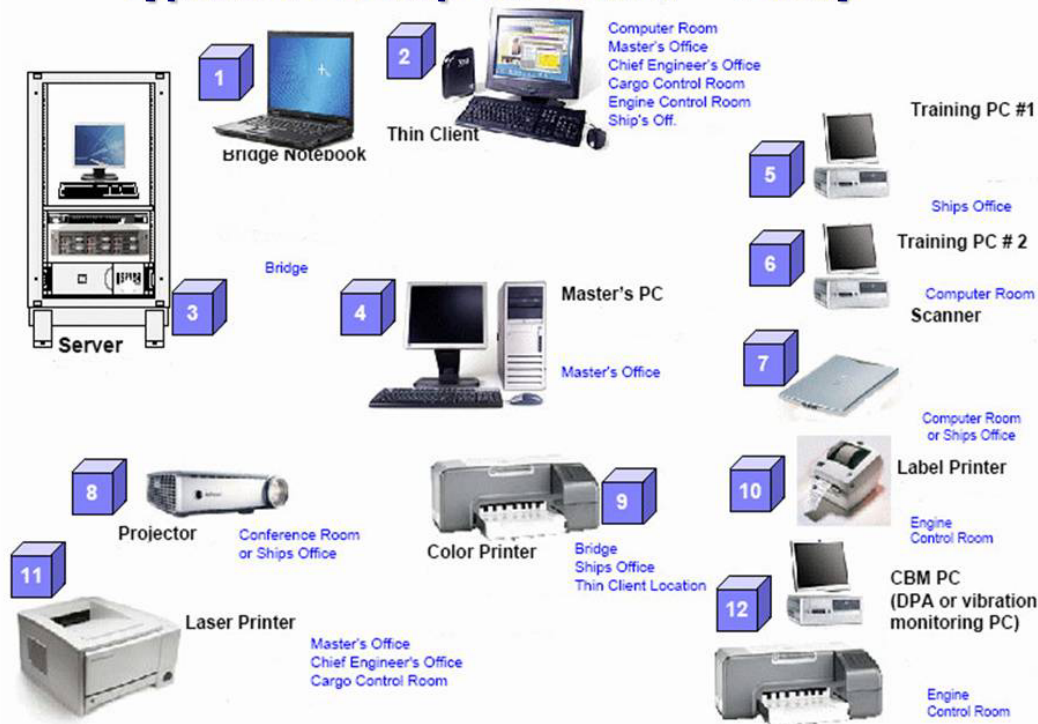 1
Bridge Notebook
2
Thin Client
Computer Room
Master's Office
Chief Engineer's Office
Cargo Control Room
Engine Control Room
Ship's Off.
Training PC #1
5
Ships Office
Training PC # 2
6
Computer Room
Bridge
3
Server
4
Master's PC
Master's Office
Scanner
7
Computer Room
or Ships Office
8
Projector
Conference Room
or Ships Office
9
Color Printer
Bridge
Ships Office
Thin Client Location
10
Label Printer
Engine
Control Room
11
Laser Printer
Master's Office
Chief Engineer's Office
Cargo Control Room
12
CBM PC
(DPA or vibration
monitoring PC)
Engine
Control Room